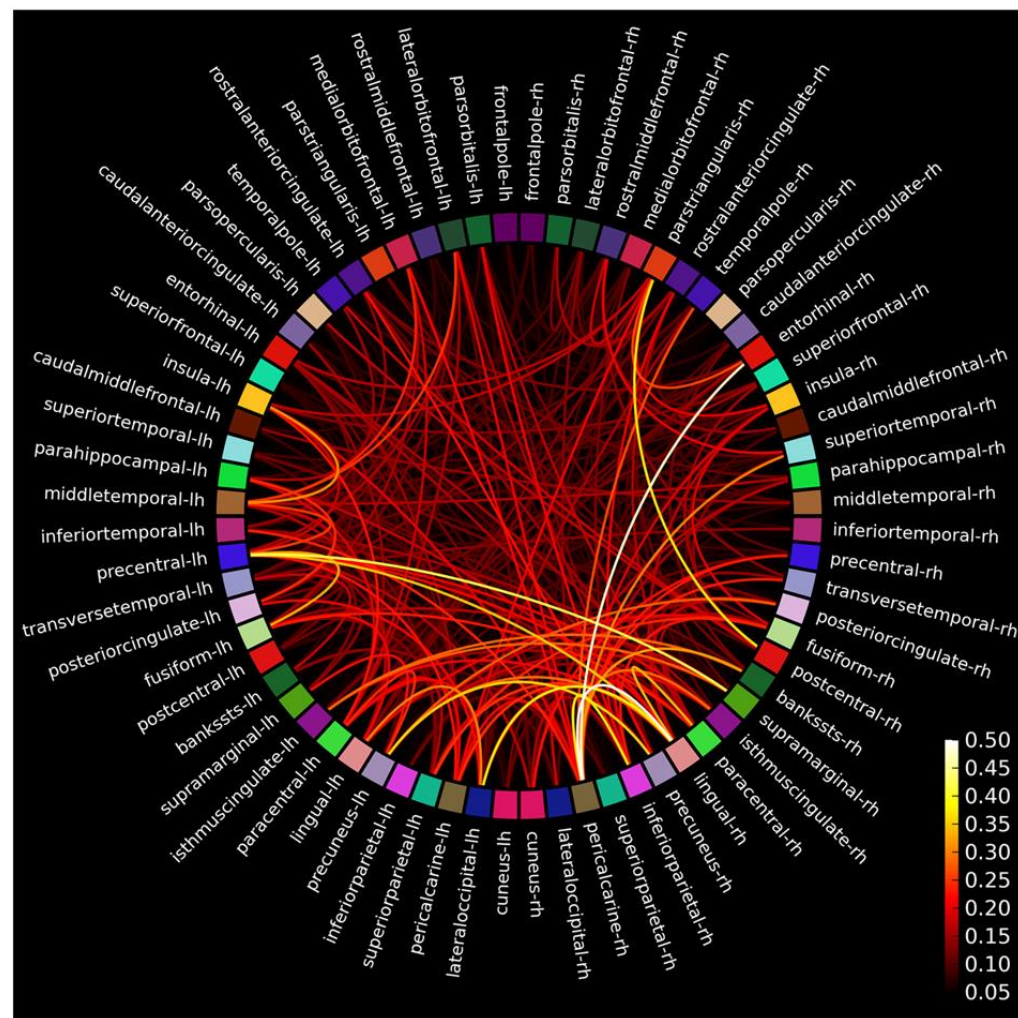 frontalpole-lh
frontalpole-rh
parsorbitalis-rh
lateralorbitofrontal-rh
rostralmiddlefrontal-rh
medialorbitofrontal-rh
parstriangularis-rh
rostralanteriorcingulate-rh
temporalpole-rh
parsopercularis-rh
caudalanteriorcingulate-rh
entorhinal-rh
superiorfrontal-rh
insula-rh
caudalmiddlefrontal-rh
superiortemporal-rh
parahippocampal-rh
middletemporal-rh
inferiortemporal-rh
precentral-rh
transversetemporal-rh
posteriorcingulate-rh
fusiform-rh
postcentral-rh
bankssts-rh
supramarginal-rh
isthmuscingulate-rh
paracentral-rh
lingual-rh
precuneus-rh
inferiorparietal-rh
superiorparietal-rh
pericalcarine-rh
lateraloccipital-rh
cuneus-rh
cuneus-lh
lateraloccipital-lh
pericalcarine-lh
superiorparietal-lh
inferiorparietal-lh
precuneus-lh
lingual-lh
paracentral-lh
isthmuscingulate-lh
supramarginal-lh
bankssts-lh
postcentral-lh
fusiform-lh
posteriorcingulate-lh
transversetemporal-lh
precentral-lh
inferiortemporal-lh
middletemporal-lh
parahippocampal-lh
superiortemporal-lh
caudalmiddlefrontal-lh
insula-lh
superiorfrontal-lh
entorhinal-lh
caudalanteriorcingulate-lh
parsopercularis-lh
temporalpole-lh
rostralanteriorcingulate-lh
parstriangularis-lh
medialorbitofrontal-lh
rostralmiddlefrontal-lh
lateralorbitofrontal-lh
parsorbitalis-lh
0.50
0.45
0.40
0.35
0.30
0.25
0.20
0.15
0.10
0.05